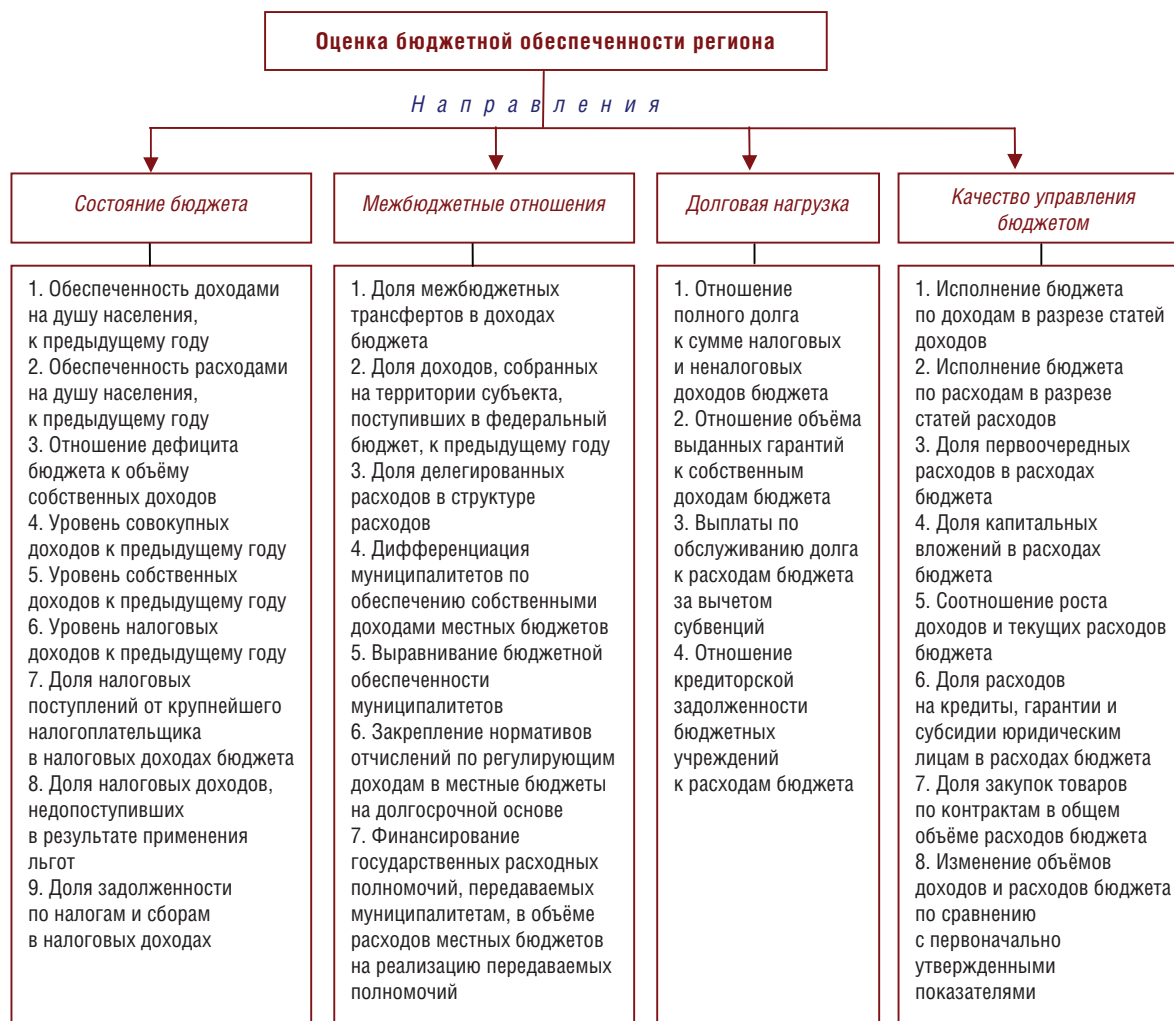 Оценка бюджетной обеспеченности региона
Направления
Состояние бюджета
1. Обеспеченность доходами
на душу населения,
к предыдущему году
2. Обеспеченность расходами
на душу населения,
к предыдущему году
3. Отношение дефицита
бюджета к объёму
собственных доходов
4. Уровень совокупных
доходов к предыдущему году
5. Уровень собственных
доходов к предыдущему году
6. Уровень налоговых
доходов к предыдущему году
7. Доля налоговых
поступлений от крупнейшего
налогоплательщика
в налоговых доходах бюджета
8. Доля налоговых доходов,
недопоступивших
в результате применения
льгот
9. Доля задолженности
по налогам и сборам
в налоговых доходах
Межбюджетные отношения
1. Доля межбюджетных
трансфертов в доходах
бюджета
2. Доля доходов, собранных
на территории субъекта,
поступивших в федеральный
бюджет, к предыдущему году
3. Доля делегированных
расходов в структуре
расходов
4. Дифференциация
муниципалитетов по
обеспечению собственными
доходами местных бюджетов
5. Выравнивание бюджетной
обеспеченности
муниципалитетов
6. Закрепление нормативов
отчислений по регулирующим
доходам в местные бюджеты
на долгосрочной основе
7. Финансирование
государственных расходных
полномочий, передаваемых
муниципалитетам, в объёме
расходов местных бюджетов
на реализацию передаваемых
полномочий
Долговая нагрузка
1. Отношение
полного долга
к сумме налоговых
и неналоговых
доходов бюджета
2. Отношение объёма
выданных гарантий
к собственным
доходам бюджета
3. Выплаты по
обслуживанию долга
к расходам бюджета
за вычетом
субвенций
4. Отношение
кредиторской
задолженности
бюджетных
учреждений
к расходам бюджета
Качество управления
бюджетом
1. Исполнение бюджета
по доходам в разрезе статей
доходов
2. Исполнение бюджета
по расходам в разрезе
статей расходов
3. Доля первоочередных
расходов в расходах
бюджета
4. Доля капитальных
вложений в расходах
бюджета
5. Соотношение роста
доходов и текущих расходов
бюджета
6. Доля расходов
на кредиты, гарантии и
субсидии юридическим
лицам в расходах бюджета
7. Доля закупок товаров
по контрактам в общем
объёме расходов бюджета
8. Изменение объёмов
доходов и расходов бюджета
по сравнению
с первоначально
утвержденными
показателями